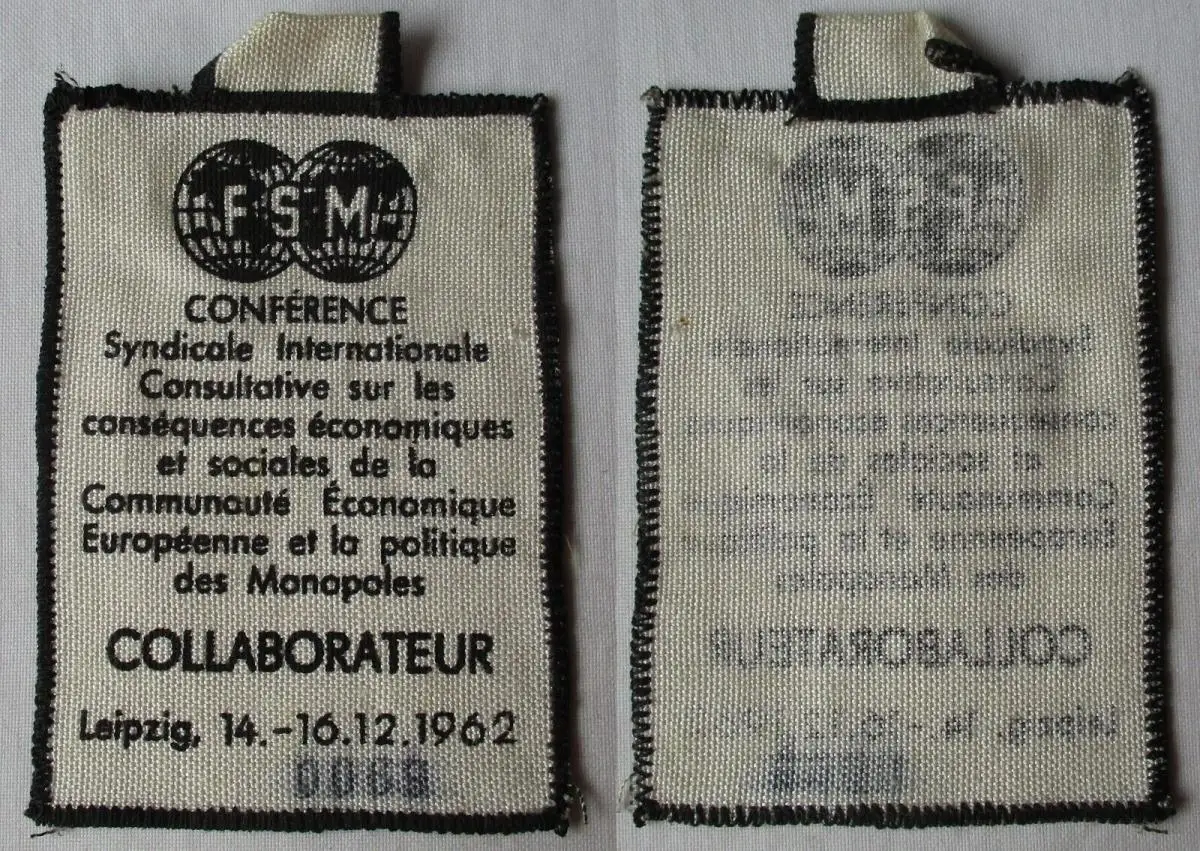 FSM
CONFÉRENCE
Syndicale Internationale
Consultative sur les
conséquences économiques
et sociales de la
Communauté Économique
Européenne et la politique
des Monopoles
COLLABORATEUR
Leipzig, 14.-16.12.1962